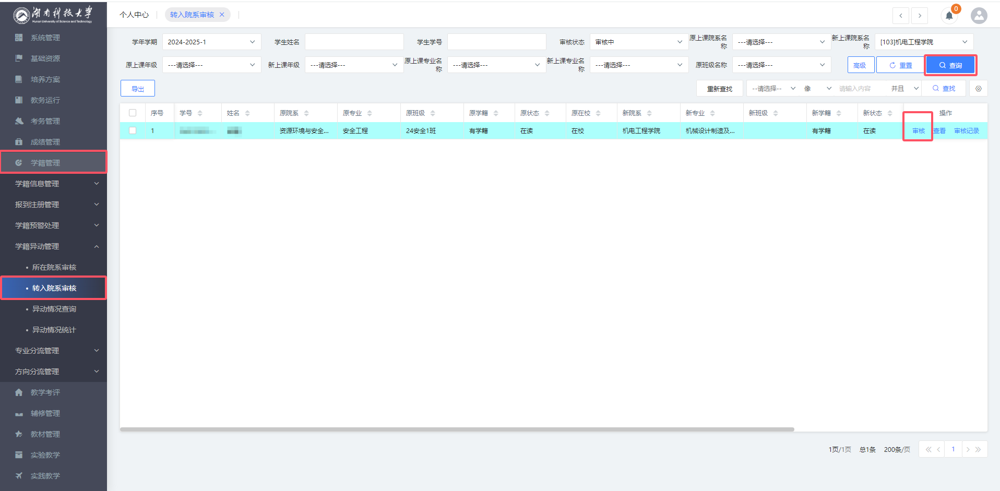 湖南科技大学
Hunan University of Science and Technology
个人中心
转入院系审核
0
系统管理
基础资源
培养方案
教务运行
考务管理
成绩管理
学籍管理
学籍信息管理
报到注册管理
学籍预警处理
学籍异动管理
所在院系审核
转入院系审核
异动情况查询
异动情况统计
专业分流管理
方向分流管理
教学考评
辅修管理
教材管理
实验教学
实践教学
学年学期 2024-2025-1 学生姓名 学生学号 审核状态 审核中 原上课院系名称 ---请选择--- 新上课院系名称 [103]机电工程学院
原上课年级 ---请选择--- 新上课年级 ---请选择--- 原上课专业名称 ---请选择--- 新上课专业名称 ---请选择--- 原班级名称 ---请选择--- 高级 重置 查询
导出 重新查找 --请选择-- 像 请输入内容 并且 查找
序号 学号 姓名 原院系 原专业 原班级 原学籍 原状态 原在校 新院系 新专业 新班级 新学籍 新状态 操作
1 资源环境与安全... 安全工程 24安全1班 有学籍 在读 在校 机电工程学院 机械设计制造及... 有学籍 在读 审核 查看 审核记录
1页/1页 总1条 200条/页 1